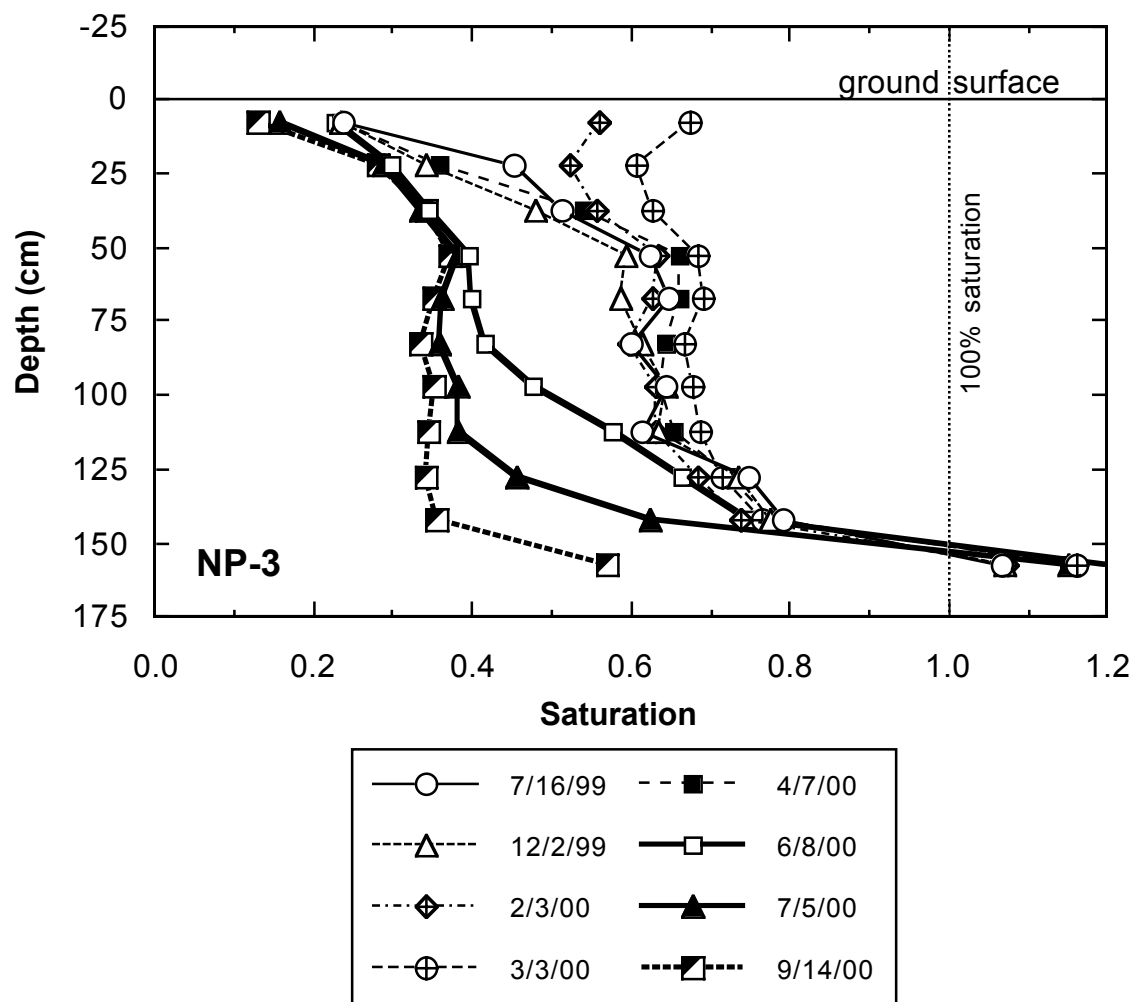 -25
ground surface
0
25
50
75
100
125
150
175
Depth (cm)
100% saturation
NP-3
0.0 0.2 0.4 0.6 0.8 1.0 1.2
Saturation
7/16/99 4/7/00
12/2/99 6/8/00
2/3/00 7/5/00
3/3/00 9/14/00